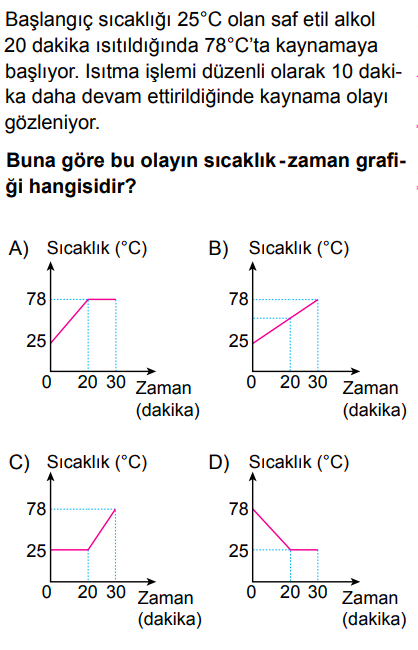 Başlangıç sıcaklığı 25°C olan saf etil alkol
20 dakika ısıtıldığında 78°C'ta kaynamaya
başlıyor. Isıtma işlemi düzenli olarak 10 daki-
ka daha devam ettirildiğinde kaynama olayı
gözleniyor.
Buna göre bu olayın sıcaklık-zaman grafi-
ği hangisidir?
A) Sıcaklık (°C)
78
25
0 20 30 Zaman
(dakika)
B) Sıcaklık (°C)
78
25
0 20 30 Zaman
(dakika)
C) Sıcaklık (°C)
78
25
0 20 30 Zaman
(dakika)
D) Sıcaklık (°C)
78
25
0 20 30 Zaman
(dakika)